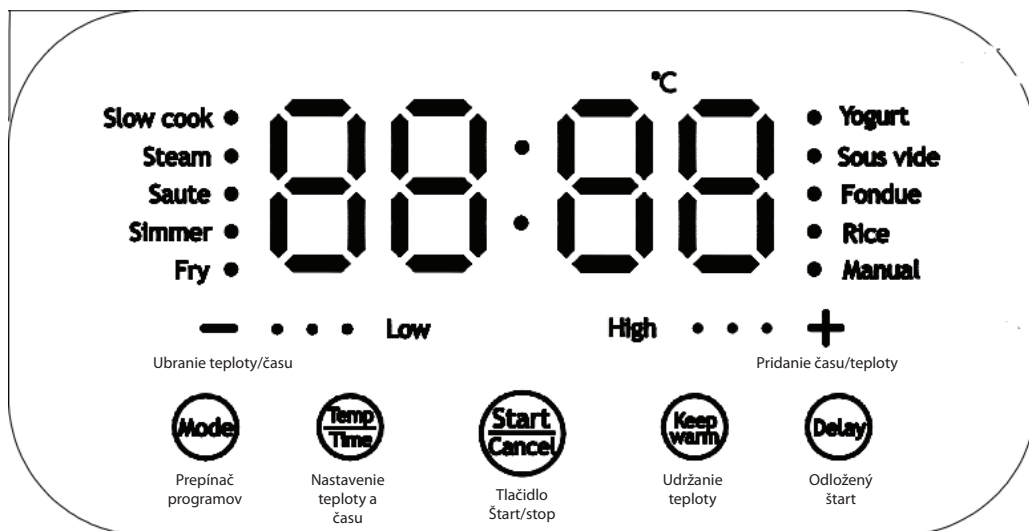 °C
88:88
Slow cook
Steam
Saute
Simmer
Fry
Yogurt
Sous vide
Fondue
Rice
Manual
− Low
High +
Ubranie teploty/času
Pridanie času/teploty
Mode
Temp
Time
Start
Cancel
Keep
warm
Delay
Prepínač
programov
Nastavenie
teploty a
času
Tlačidlo
Štart/stop
Udržanie
teploty
Odložený
štart